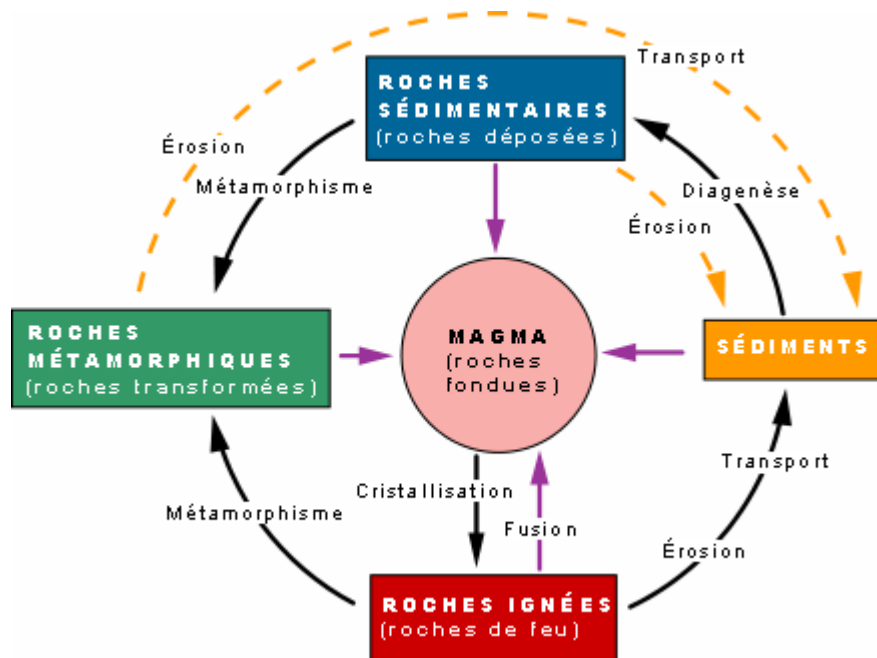 Transport
ROCHES
SÉDIMENTAIRES
(roches déposées)
Érosion
Métamorphisme
Diagenèse
Érosion
ROCHES
MÉTAMORPHIQUES
(roches transformées)
MAGMA
(roches
fondues)
SÉDIMENTS
Cristallisation
Transport
Métamorphisme
Fusion
Érosion
ROCHES IGNÉES
(roches de feu)